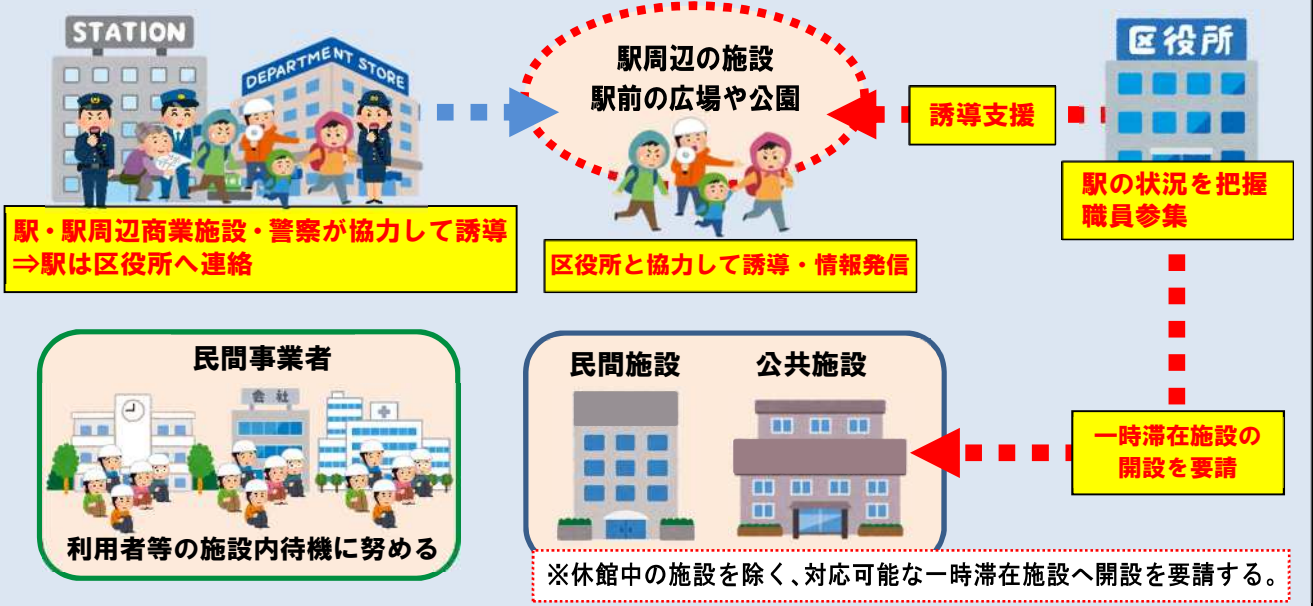 STATION
DEPARTMENT STORE
駅・駅周辺商業施設・警察が協力して誘導
⇒駅は区役所へ連絡
駅周辺の施設
駅前の広場や公園
区役所と協力して誘導・情報発信
誘導支援
区役所
駅の状況を把握
職員参集
民間事業者
会社
利用者等の施設内待機に努める
民間施設
公共施設
一時滞在施設の
開設を要請
※休館中の施設を除く、対応可能な一時滞在施設へ開設を要請する。